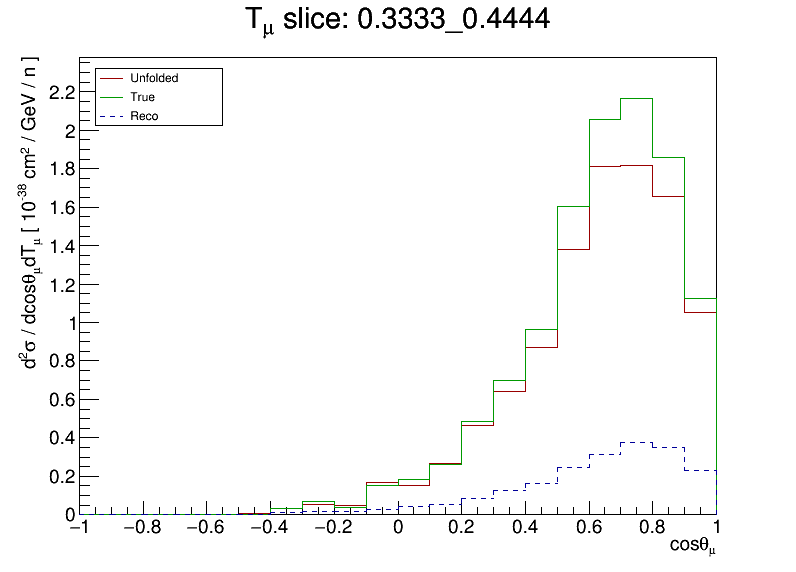 Tμ slice: 0.3333_0.4444
d²σ / dcosθμdTμ [ 10⁻³⁸ cm² / GeV / n ]
Unfolded
True
Reco
2.2
2
1.8
1.6
1.4
1.2
1
0.8
0.6
0.4
0.2
0
−1 −0.8 −0.6 −0.4 −0.2 0 0.2 0.4 0.6 0.8 1
cosθμ